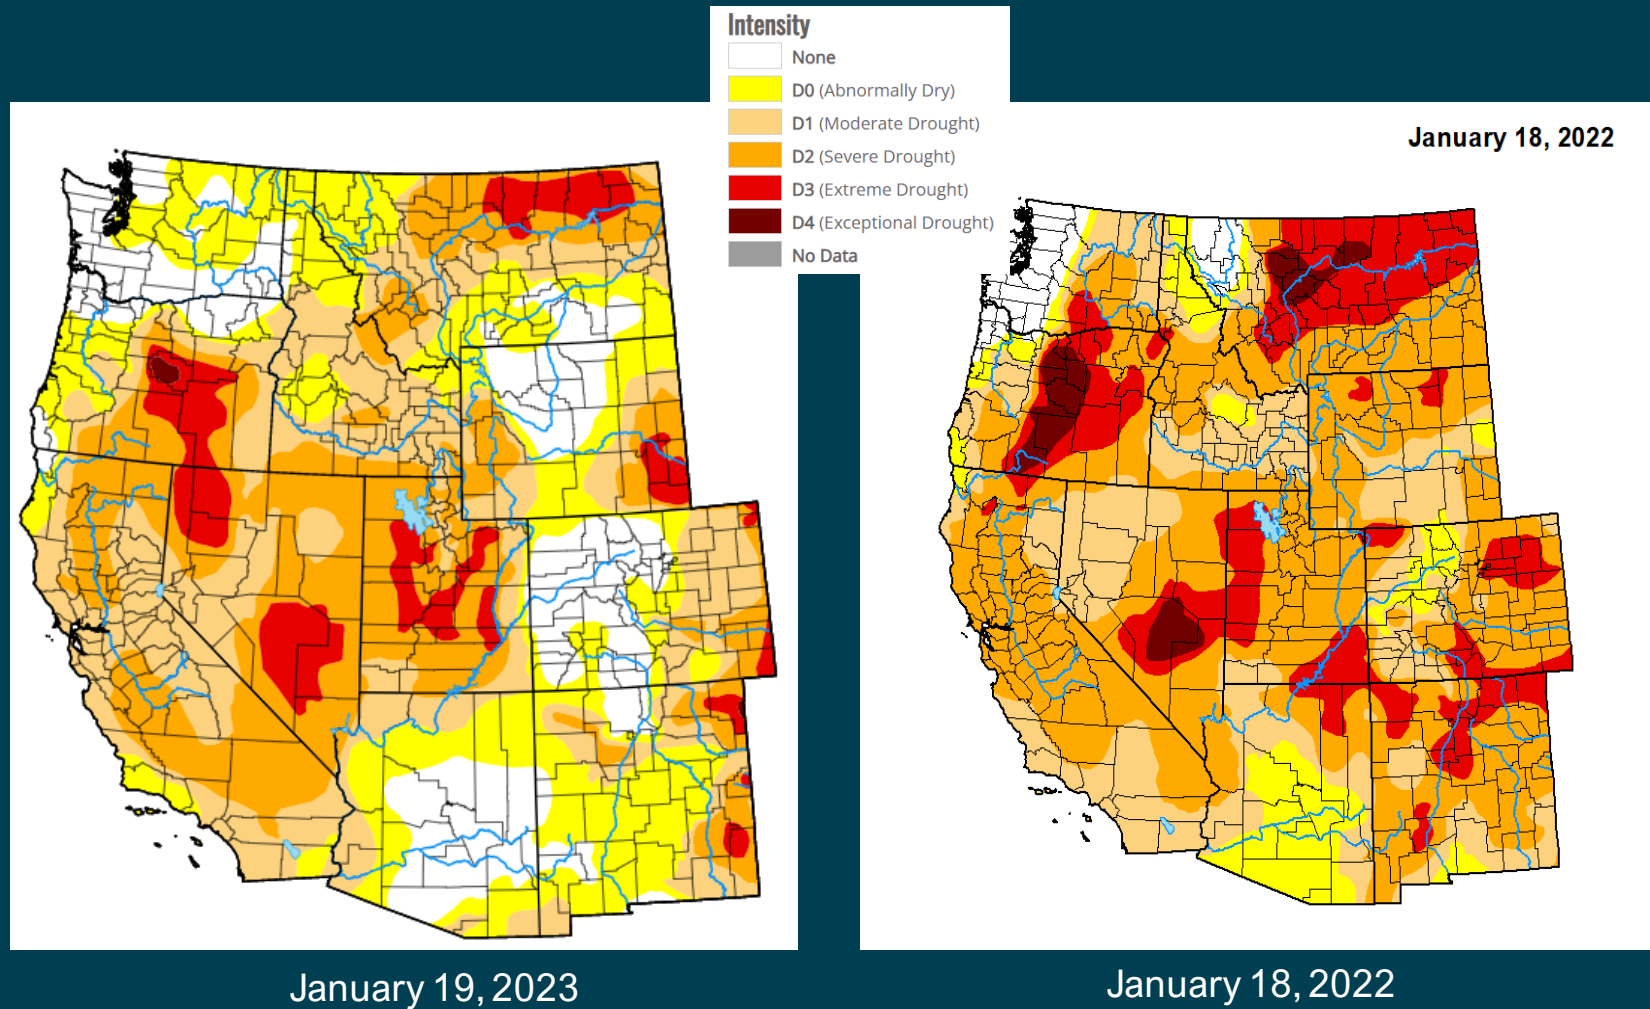 Intensity
None
D0 (Abnormally Dry)
D1 (Moderate Drought)
D2 (Severe Drought)
D3 (Extreme Drought)
D4 (Exceptional Drought)
No Data
January 18, 2022
January 19, 2023
January 18, 2022